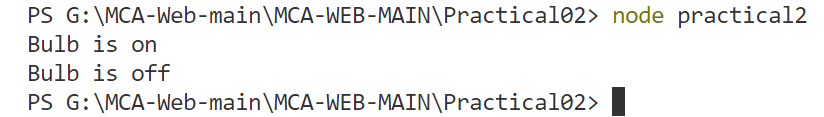 PS G:\MCA-Web-main\MCA-WEB-MAIN\Practical02> node practical2
Bulb is on
Bulb is off
PS G:\MCA-Web-main\MCA-WEB-MAIN\Practical02>